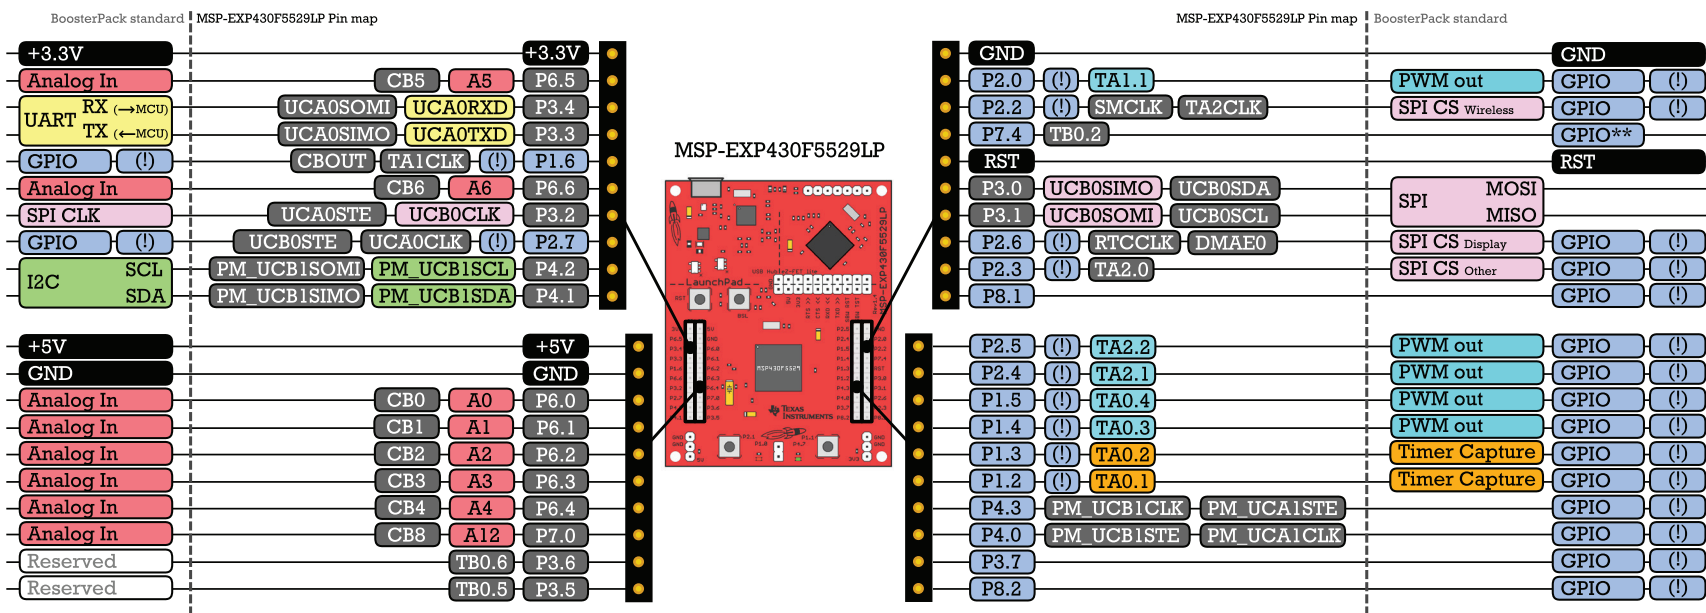 BoosterPack standard MSP-EXP430F5529LP Pin map
+3.3V +3.3V
Analog In CB5 A5 P6.5
UART RX (→MCU) UCA0SOMI UCA0RXD P3.4
TX (←MCU) UCA0SIMO UCA0TXD P3.3
GPIO (!) CBOUT TA1CLK (!) P1.6
Analog In CB6 A6 P6.6
SPI CLK UCA0STE UCB0CLK P3.2
GPIO (!) UCB0STE UCA0CLK (!) P2.7
I2C SCL PM_UCB1SOMI PM_UCB1SCL P4.2
SDA PM_UCB1SIMO PM_UCB1SDA P4.1
+5V +5V
GND GND
Analog In CB0 A0 P6.0
Analog In CB1 A1 P6.1
Analog In CB2 A2 P6.2
Analog In CB3 A3 P6.3
Analog In CB4 A4 P6.4
Analog In CB8 A12 P7.0
Reserved TB0.6 P3.6
Reserved TB0.5 P3.5
MSP-EXP430F5529LP
LaunchPad
RST
BSL
MSP-EXP430F5529LP
MSP430F5529
TEXAS
INSTRUMENTS
MSP-EXP430F5529LP Pin map BoosterPack standard
GND GND
P2.0 (!) TA1.1 PWM out GPIO (!)
P2.2 (!) SMCLK TA2CLK SPI CS Wireless GPIO (!)
P7.4 TB0.2 GPIO**
RST RST
P3.0 UCB0SIMO UCB0SDA SPI MOSI
P3.1 UCB0SOMI UCB0SCL MISO
P2.6 (!) RTCCLK DMAE0 SPI CS Display GPIO (!)
P2.3 (!) TA2.0 SPI CS Other GPIO (!)
P8.1 GPIO (!)
P2.5 (!) TA2.2 PWM out GPIO (!)
P2.4 (!) TA2.1 PWM out GPIO (!)
P1.5 (!) TA0.4 PWM out GPIO (!)
P1.4 (!) TA0.3 PWM out GPIO (!)
P1.3 (!) TA0.2 Timer Capture GPIO (!)
P1.2 (!) TA0.1 Timer Capture GPIO (!)
P4.3 PM_UCB1CLK PM_UCA1STE GPIO (!)
P4.0 PM_UCB1STE PM_UCA1CLK GPIO (!)
P3.7 GPIO (!)
P8.2 GPIO (!)